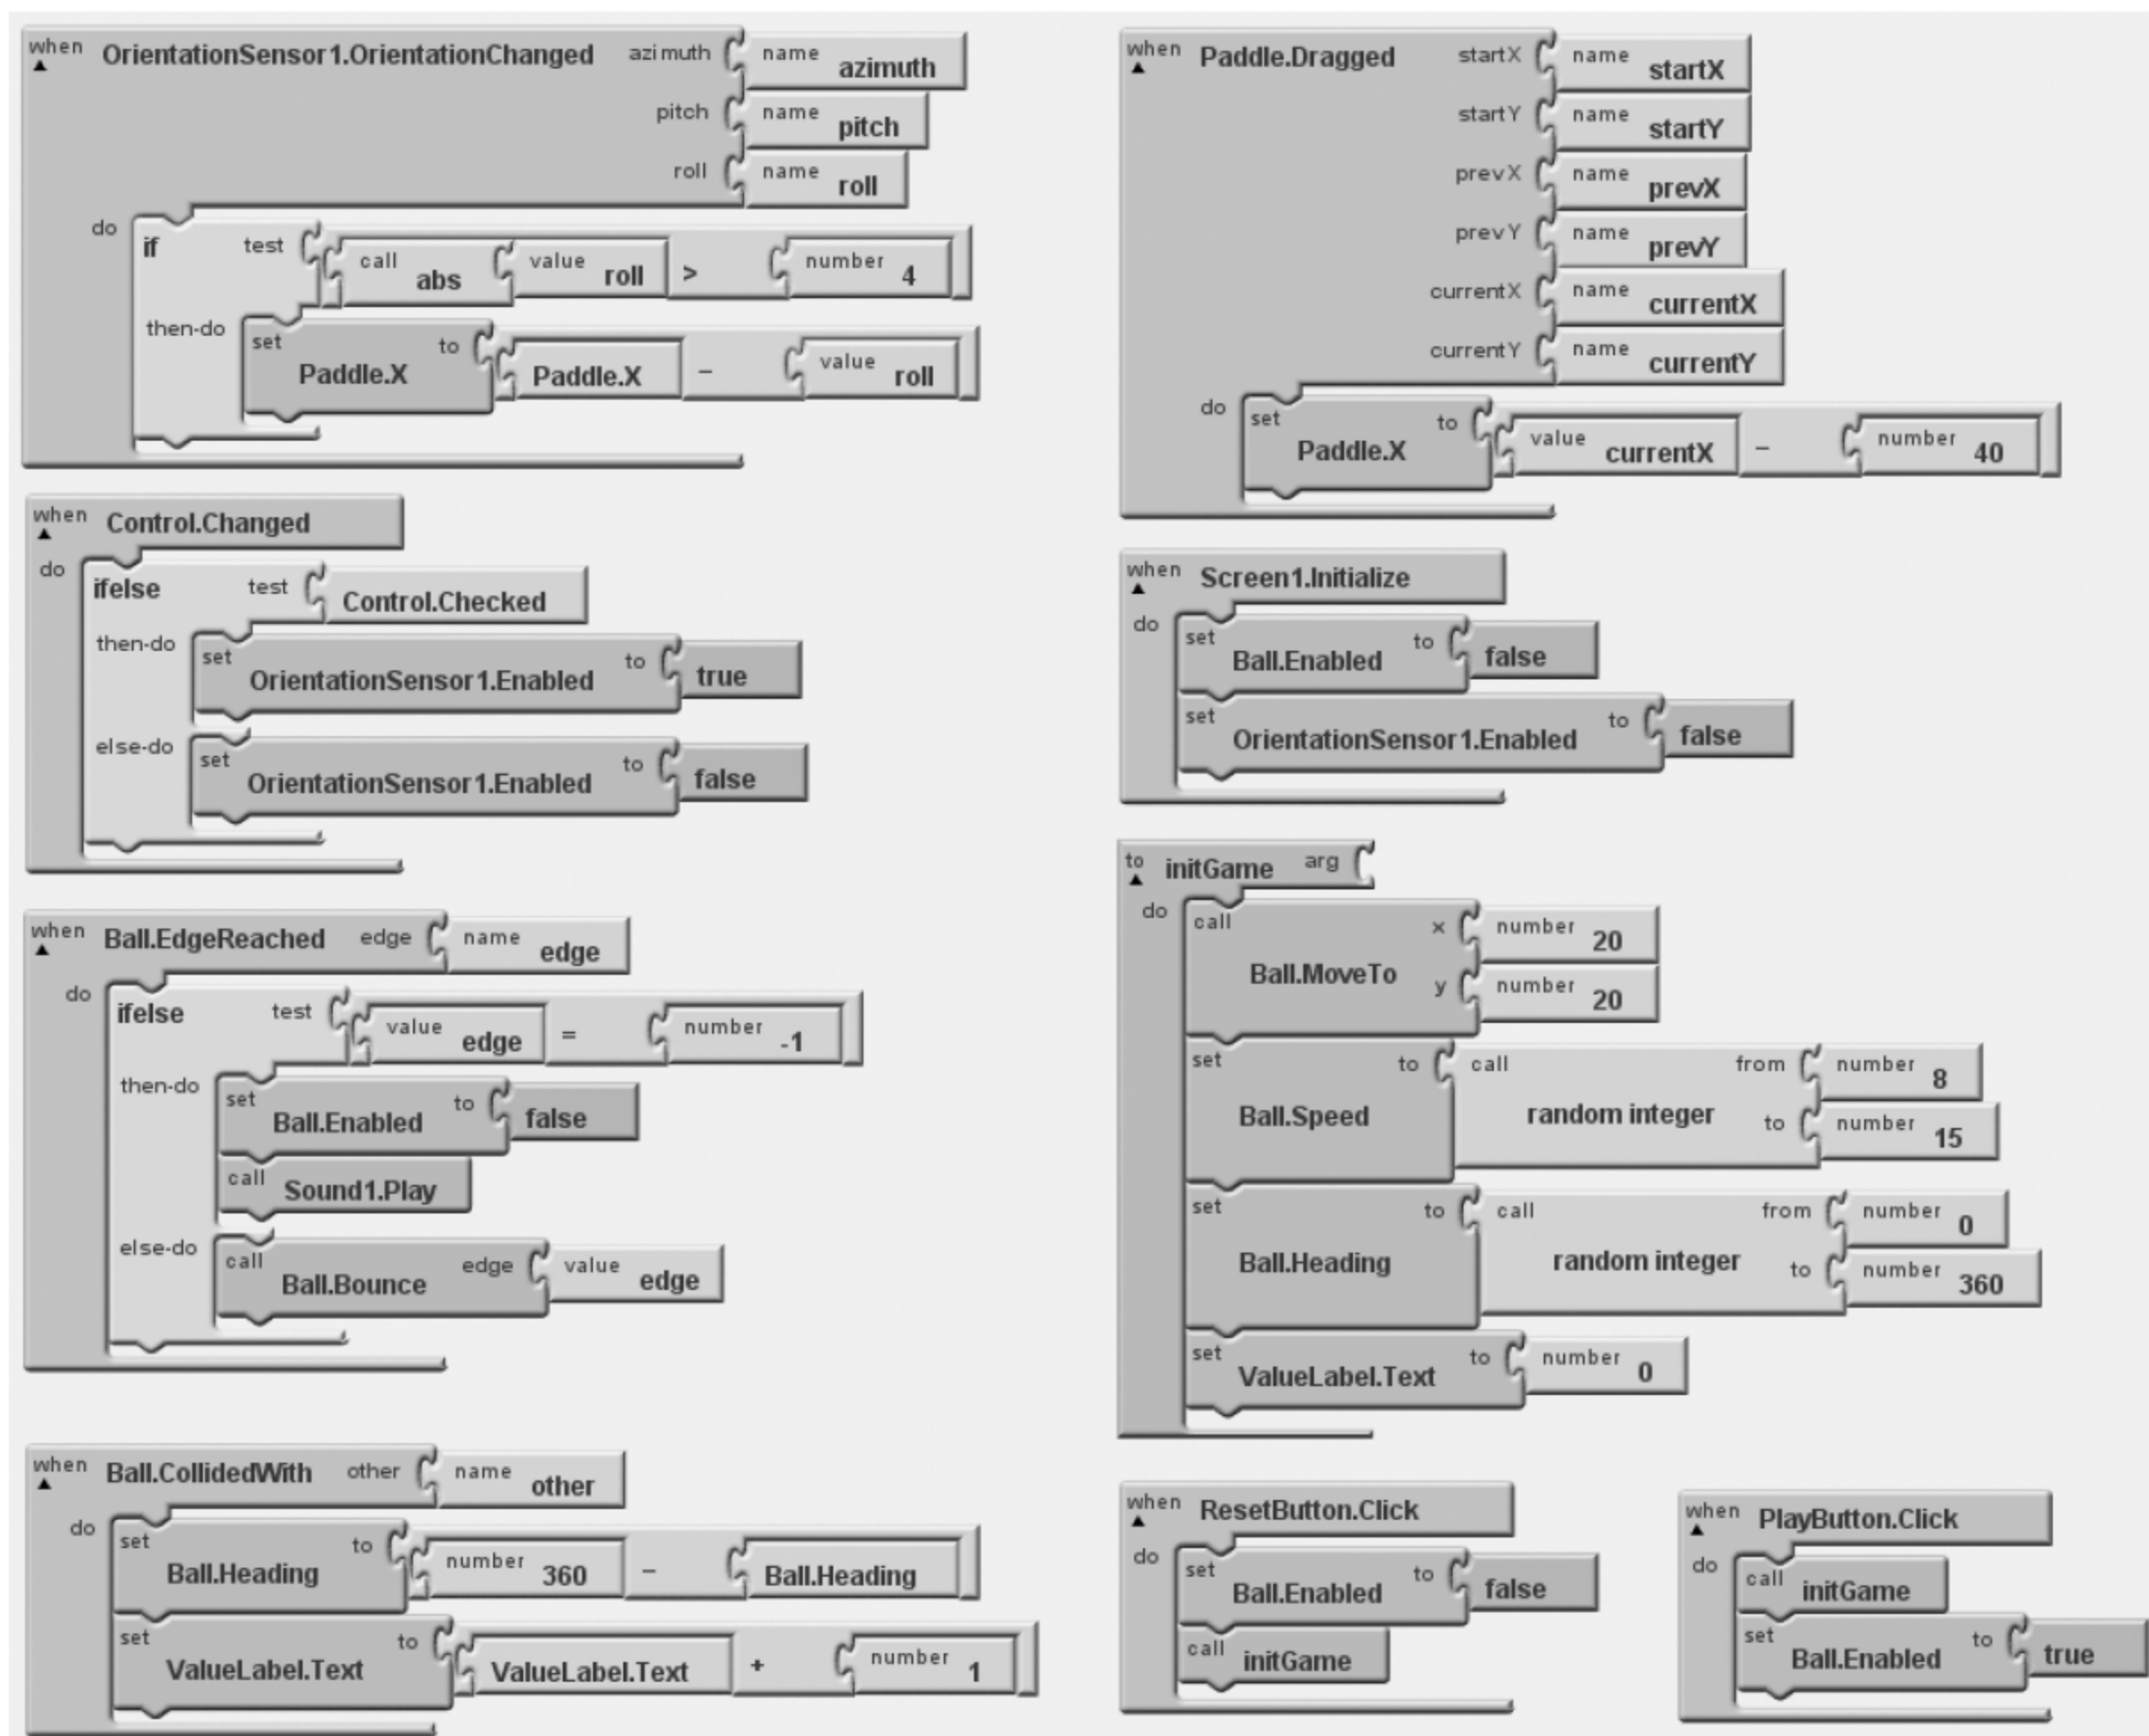 when OrientationSensor1.OrientationChanged azimuth name azimuth
pitch name pitch
roll name roll
do if test call abs value roll > number 4
then-do set Paddle.X to Paddle.X - value roll
when Control.Changed
do ifelse test Control.Checked
then-do set OrientationSensor1.Enabled to true
else-do set OrientationSensor1.Enabled to false
when Ball.EdgeReached edge name edge
do ifelse test value edge = number -1
then-do set Ball.Enabled to false
call Sound1.Play
else-do call Ball.Bounce edge value edge
when Ball.CollidedWith other name other
do set Ball.Heading to number 360 - Ball.Heading
set ValueLabel.Text to ValueLabel.Text + number 1
when Paddle.Dragged startX name startX
startY name startY
prevX name prevX
prevY name prevY
currentX name currentX
currentY name currentY
do set Paddle.X to value currentX - number 40
when Screen1.Initialize
do set Ball.Enabled to false
set OrientationSensor1.Enabled to false
to initGame arg
do call Ball.MoveTo x number 20
y number 20
set Ball.Speed to call random integer from number 8
to number 15
set Ball.Heading to call random integer from number 0
to number 360
set ValueLabel.Text to number 0
when ResetButton.Click
do set Ball.Enabled to false
call initGame
when PlayButton.Click
do call initGame
set Ball.Enabled to true